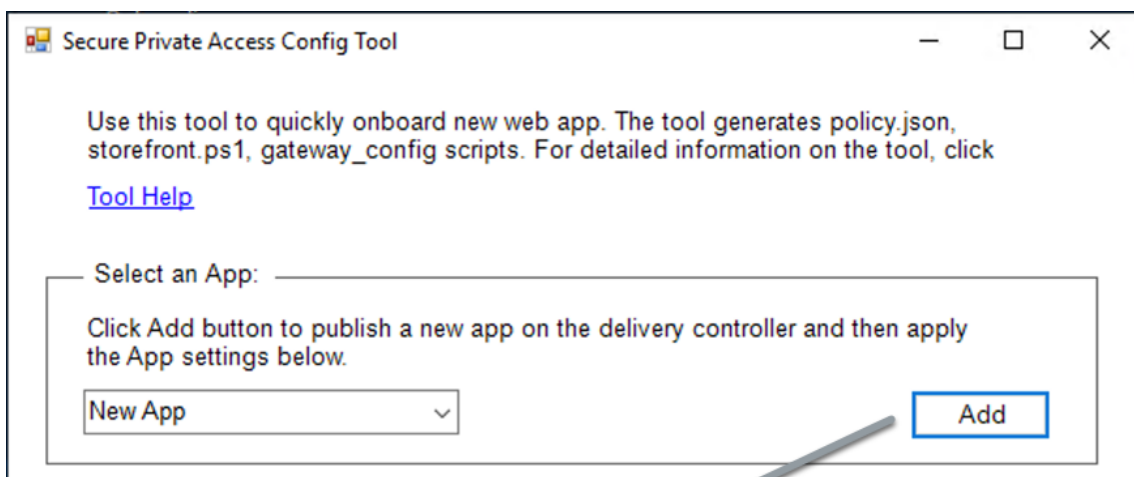 Secure Private Access Config Tool
Use this tool to quickly onboard new web app. The tool generates policy.json,
storefront.ps1, gateway_config scripts. For detailed information on the tool, click
Tool Help
Select an App:
Click Add button to publish a new app on the delivery controller and then apply
the App settings below.
New App
Add